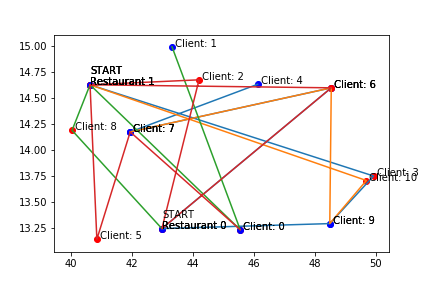 15.00
Client: 1
START
14.75
Client: 2
Restaurant 1
Client: 4
Client: 6
14.50
14.25
Client: 8
Client: 7
14.00
13.75
Client: 3
Client: 10
13.50
START
13.25
Restaurant 0
Client: 0
Client: 9
Client: 5
40
42
44
46
48
50